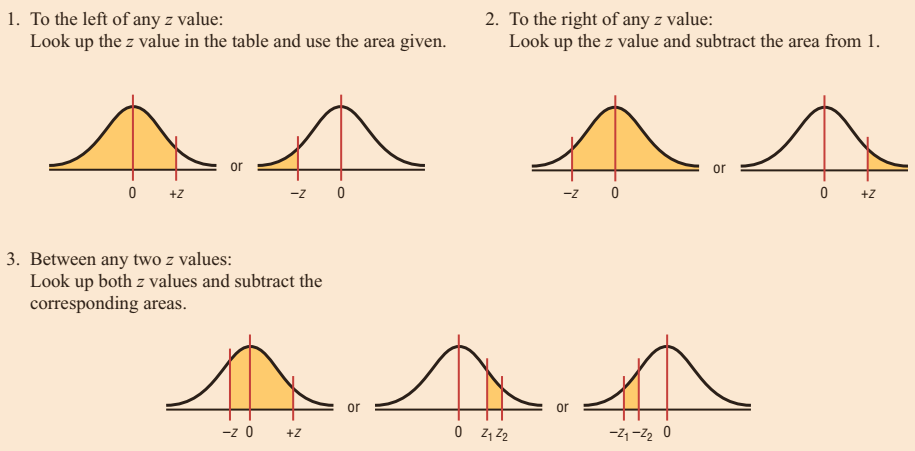 1. To the left of any z value:
Look up the z value in the table and use the area given.
or
0 +z
−z 0
2. To the right of any z value:
Look up the z value and subtract the area from 1.
or
−z 0
0 +z
3. Between any two z values:
Look up both z values and subtract the
corresponding areas.
or
or
−z 0 +z
0 z₁ z₂
−z₁ −z₂ 0